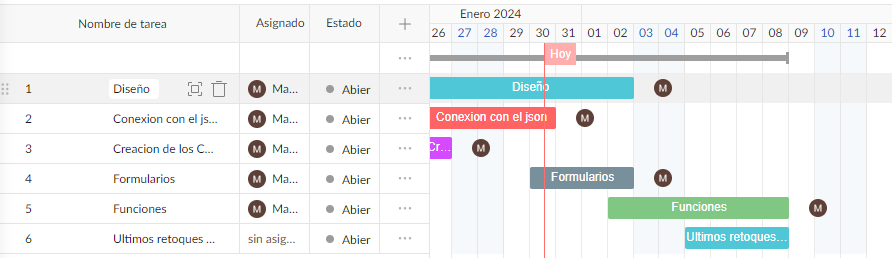 Nombre de tarea Asignado Estado + Enero 2024
26 27 28 29 30 31 01 02 03 04 05 06 07 08 09 10 11 12
... Hoy
1 Diseño M Ma... Abier ... Diseño M
2 Conexion con el js... M Ma... Abier ... Conexion con el json M
3 Creacion de los C... M Ma... Abier ... Cr... M
4 Formularios M Ma... Abier ... Formularios M
5 Funciones M Ma... Abier ... Funciones M
6 Ultimos retoques ... sin asig... Abier ... Ultimos retoques...